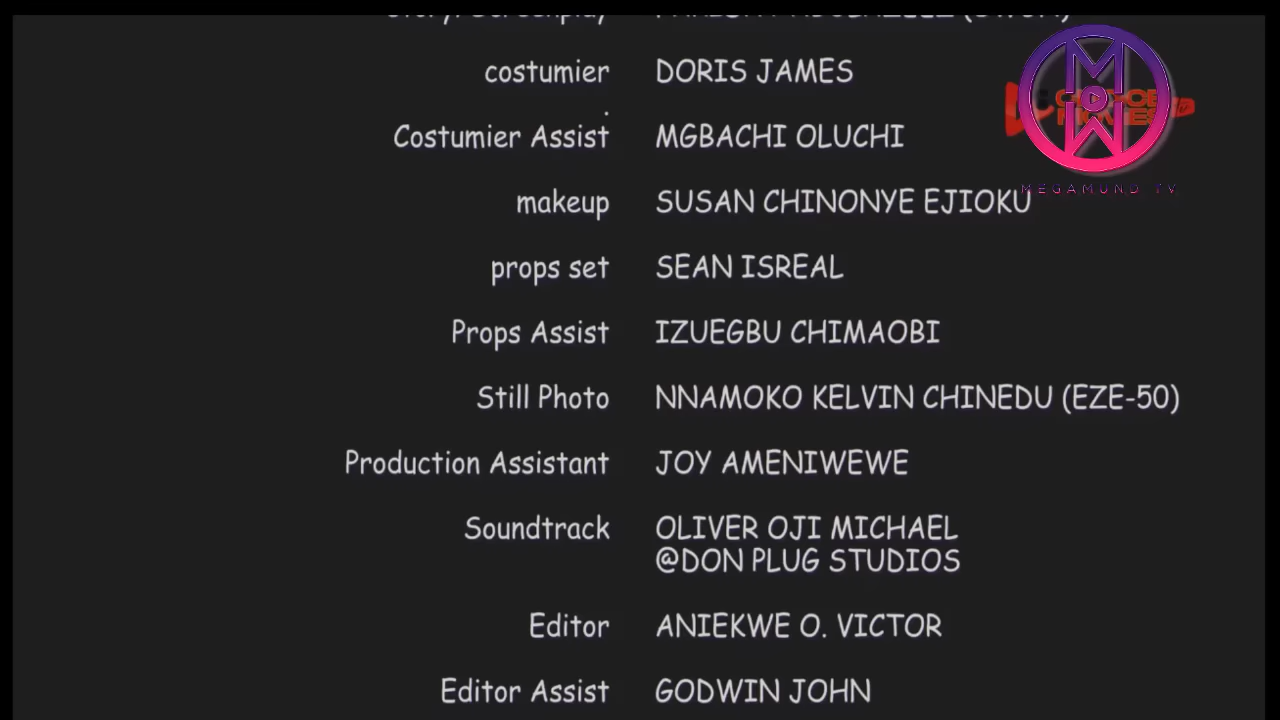 costumier DORIS JAMES
Costumier Assist MGBACHI OLUCHI
makeup SUSAN CHINONYE EJIOKU
props set SEAN ISREAL
Props Assist IZUEGBU CHIMAOBI
Still Photo NNAMOKO KELVIN CHINEDU (EZE-50)
Production Assistant JOY AMENIWEWE
Soundtrack OLIVER OJI MICHAEL
@DON PLUG STUDIOS
Editor ANIEKWE O. VICTOR
Editor Assist GODWIN JOHN
MEGAMUND TV